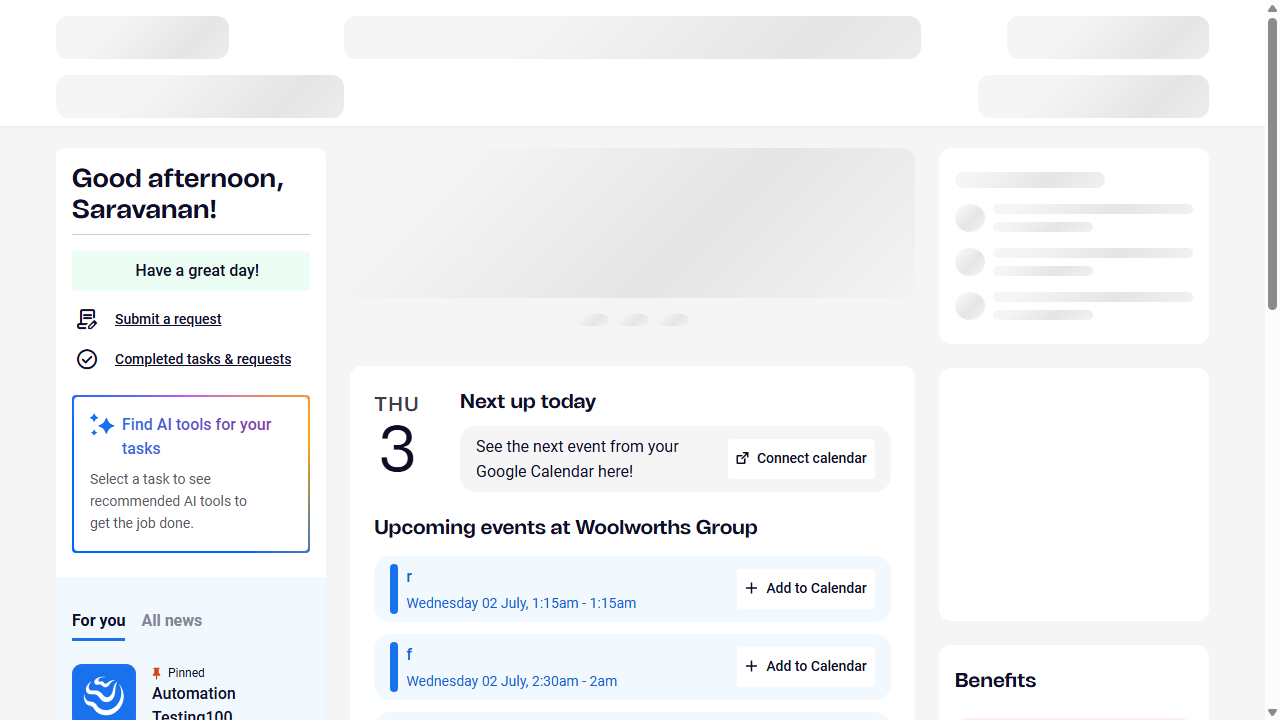 Good afternoon,
Saravanan!
Have a great day!
Submit a request
Completed tasks & requests
Find AI tools for your
tasks
Select a task to see
recommended AI tools to
get the job done.
For you
All news
Pinned
Automation
Testing100
THU
3
Next up today
See the next event from your
Google Calendar here!
Connect calendar
Upcoming events at Woolworths Group
r
Wednesday 02 July, 1:15am - 1:15am
Add to Calendar
f
Wednesday 02 July, 2:30am - 2am
Add to Calendar
Benefits